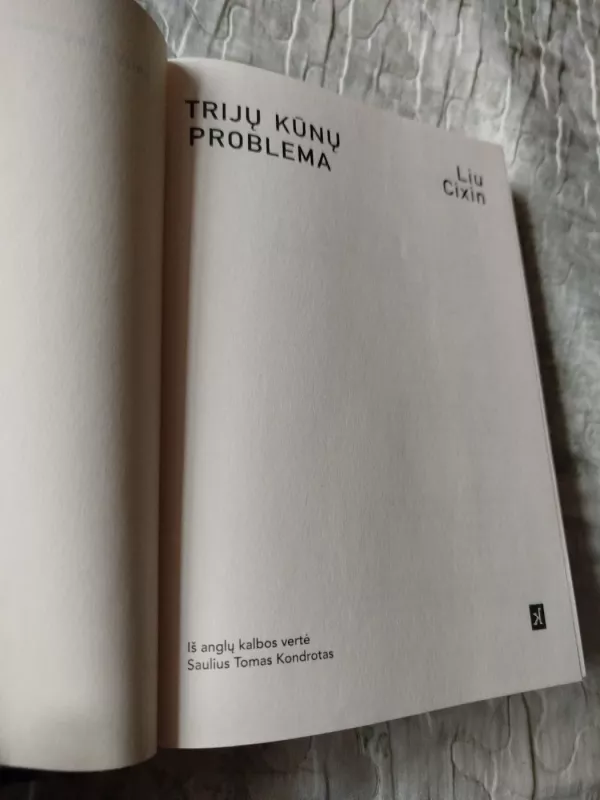 TRIJŲ KŪNŲ
PROBLEMA
Liu
Cixin
k
Iš anglų kalbos vertė
Saulius Tomas Kondrotas